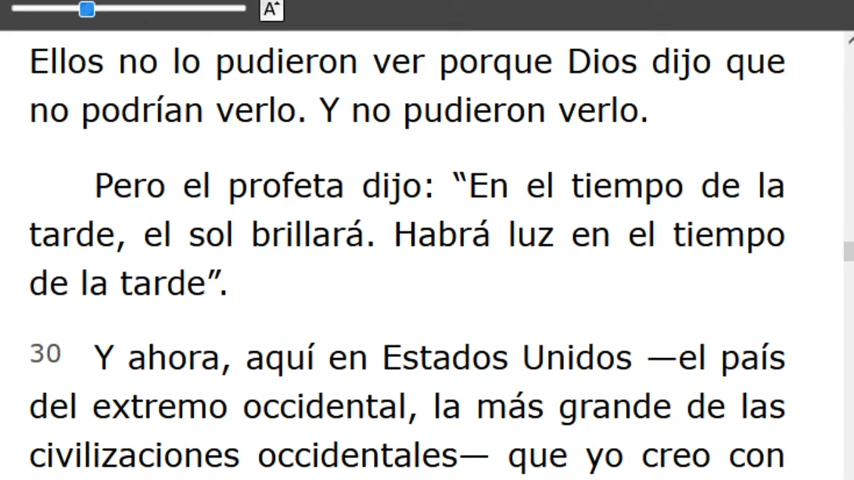 A
Ellos no lo pudieron ver porque Dios dijo que
no podrían verlo. Y no pudieron verlo.
Pero el profeta dijo: “En el tiempo de la
tarde, el sol brillará. Habrá luz en el tiempo
de la tarde”.
30 Y ahora, aquí en Estados Unidos —el país
del extremo occidental, la más grande de las
civilizaciones occidentales— que yo creo con